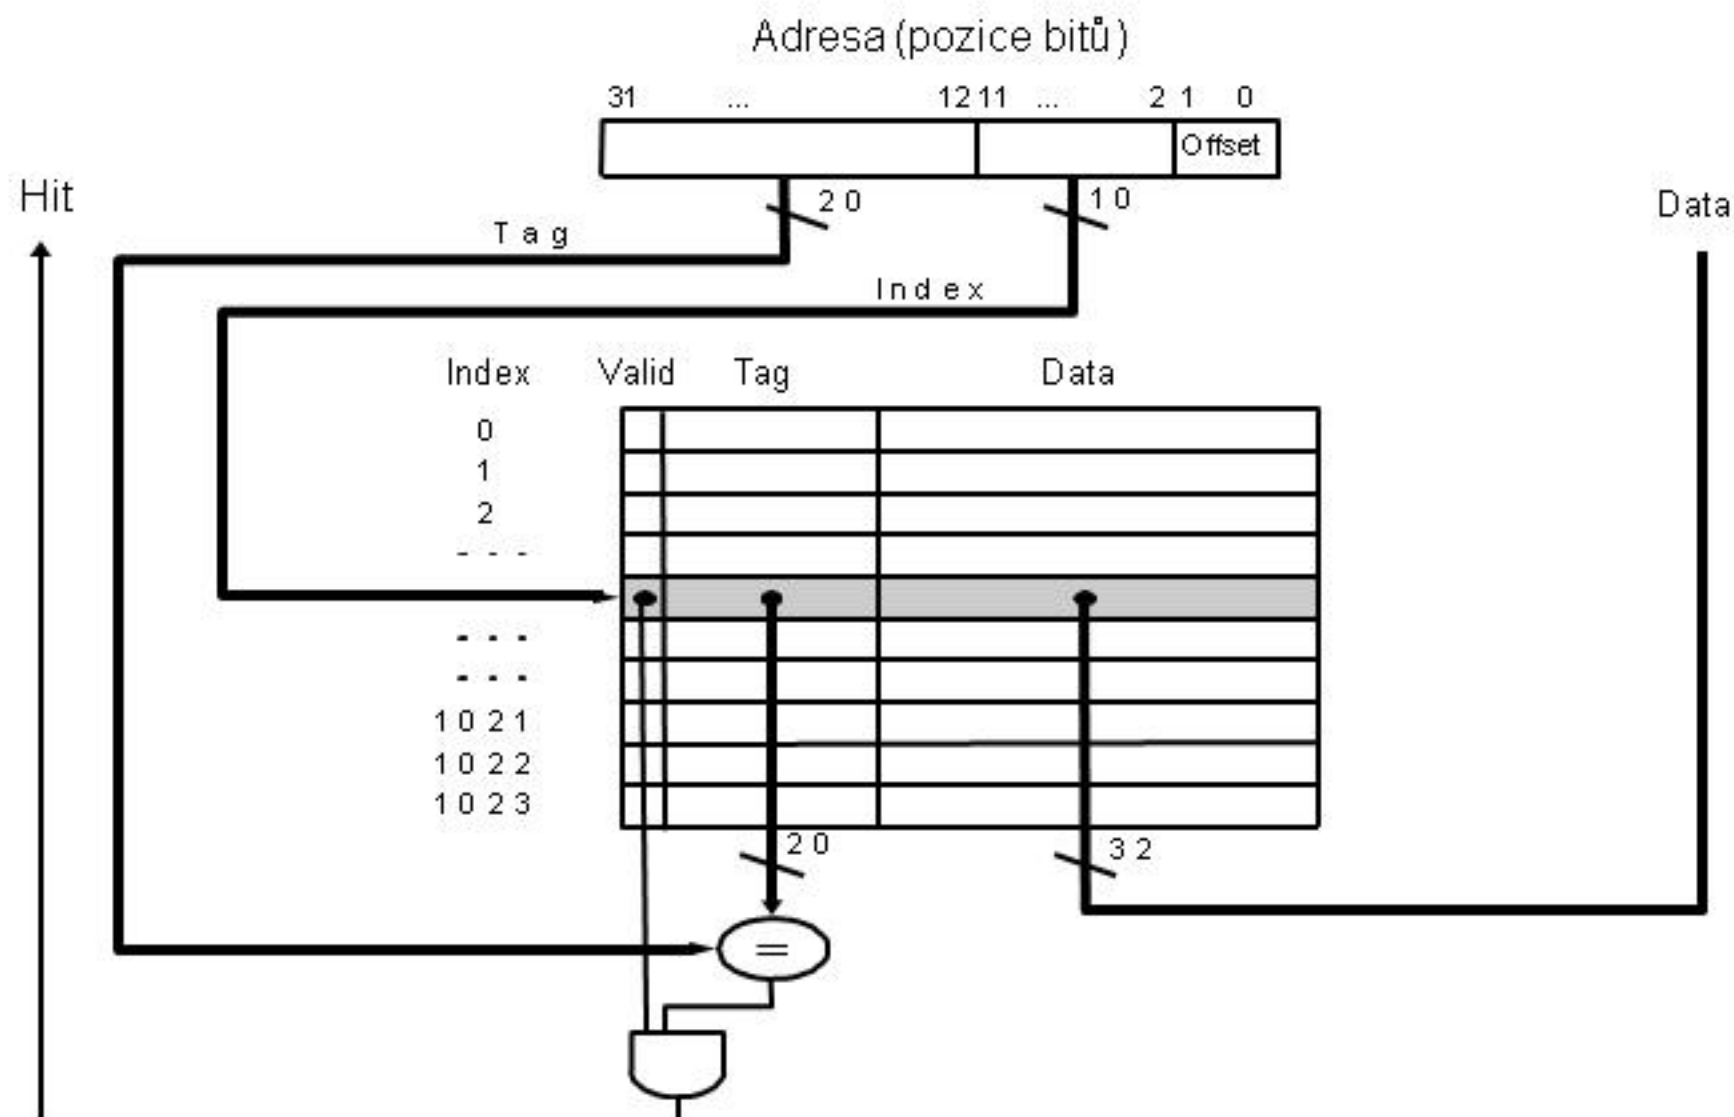 Adresa (pozice bitů)
31 ... 12 11 ... 2 1 0
Offset
Hit
20
10
Data
Tag
Index
Index Valid Tag Data
0
1
2
- - -
- - -
- - -
1021
1022
1023
20
32
=